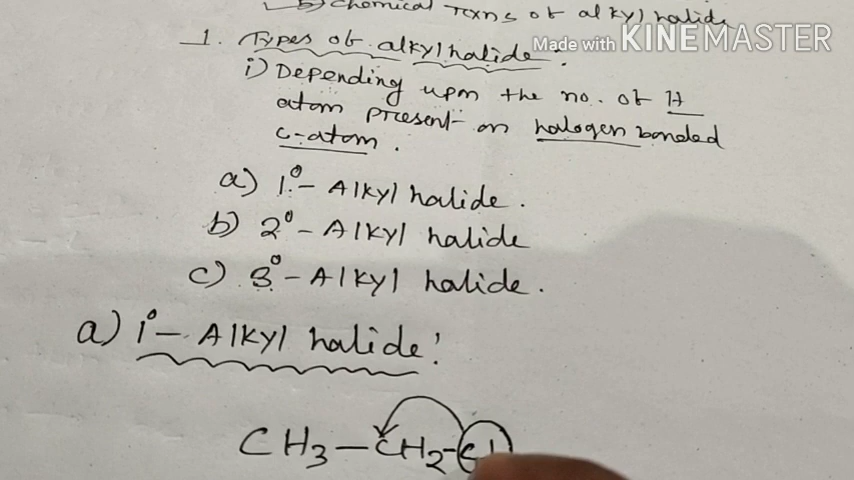 b) Chemical rxns of alkyl halide
1. Types of alkyl halide :
Made with KINEMASTER
i) Depending upon the no. of H
atom present on halogen bonded
C-atom.
a) 1° - Alkyl halide.
b) 2° - Alkyl halide
c) 3° - Alkyl halide.
a) 1° - Alkyl halide :
CH3 - CH2 - Cl